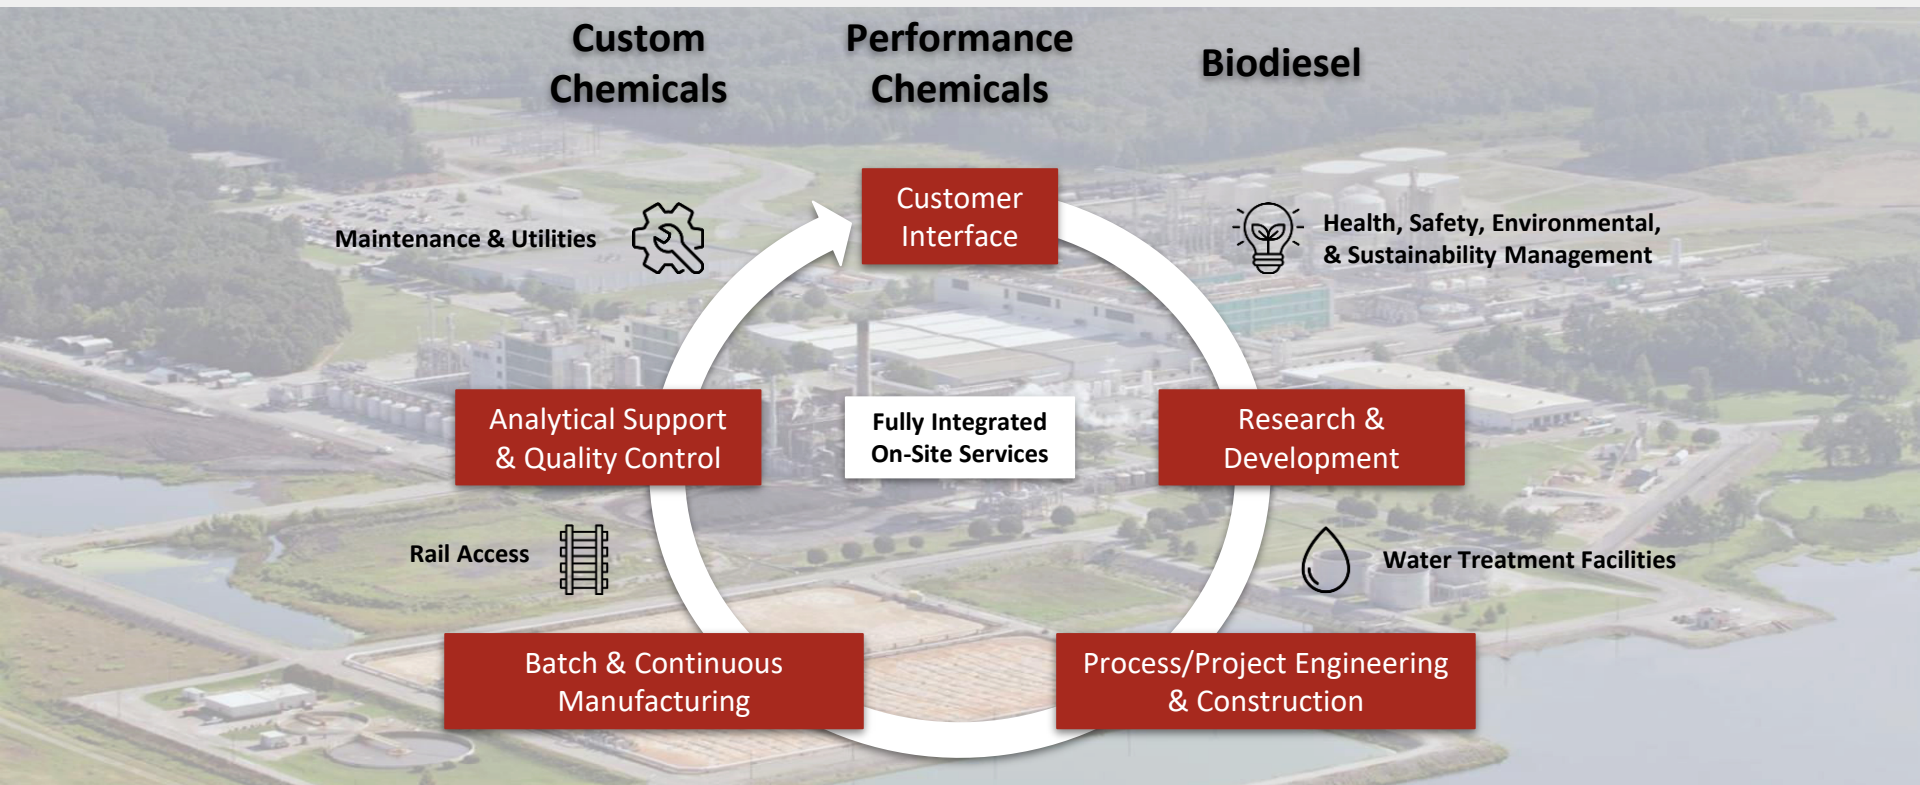 Custom
Chemicals
Performance
Chemicals
Biodiesel
Customer
Interface
Maintenance & Utilities
Health, Safety, Environmental,
& Sustainability Management
Analytical Support
& Quality Control
Fully Integrated
On-Site Services
Research &
Development
Rail Access
Water Treatment Facilities
Batch & Continuous
Manufacturing
Process/Project Engineering
& Construction